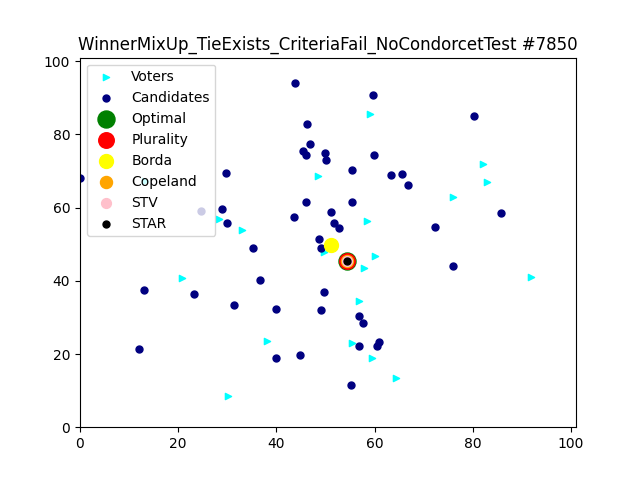 WinnerMixUp_TieExists_CriteriaFail_NoCondorcetTest #7850
100
80
60
40
20
0
Voters
Candidates
Optimal
Plurality
Borda
Copeland
STV
STAR
0 20 40 60 80 100